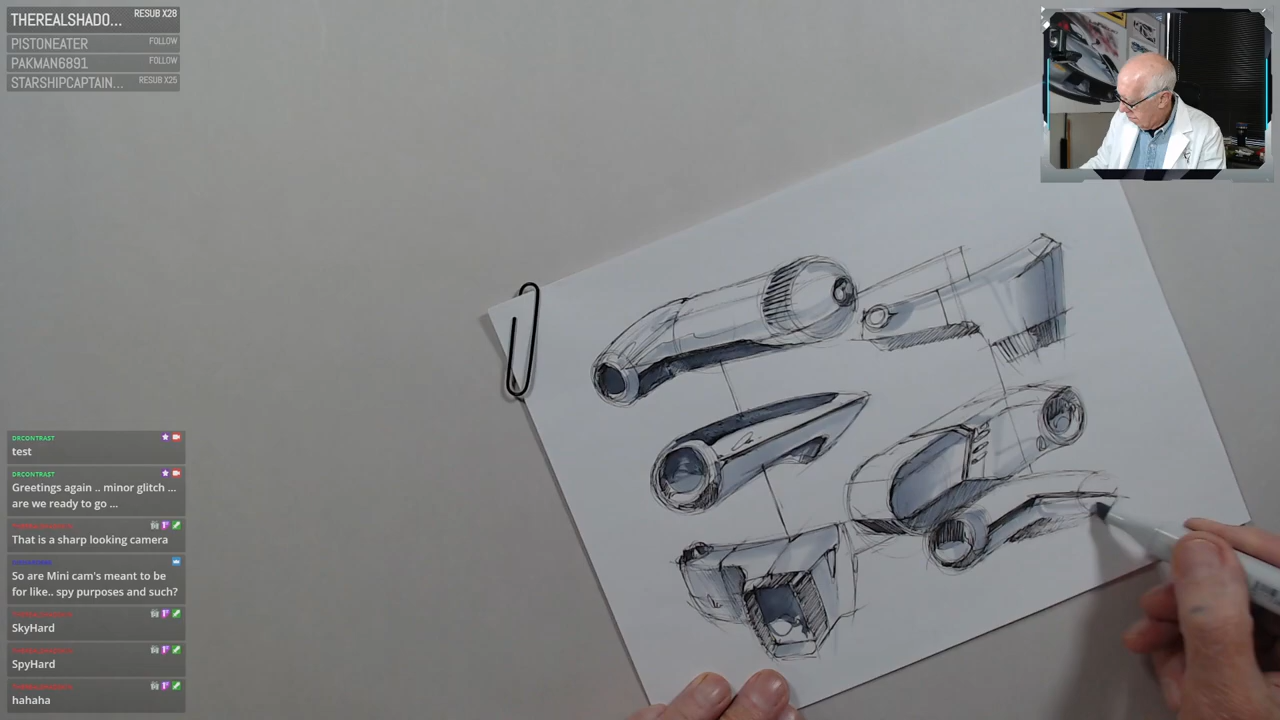 THEREALSHADO... RESUB X28
PISTONEATER FOLLOW
PAKMAN6891 FOLLOW
STARSHIPCAPTAIN... RESUB X25
DRCONTRAST
test
DRCONTRAST
Greetings again .. minor glitch ...
are we ready to go ...
That is a sharp looking camera
So are Mini cam's meant to be
for like.. spy purposes and such?
SkyHard
SpyHard
hahaha